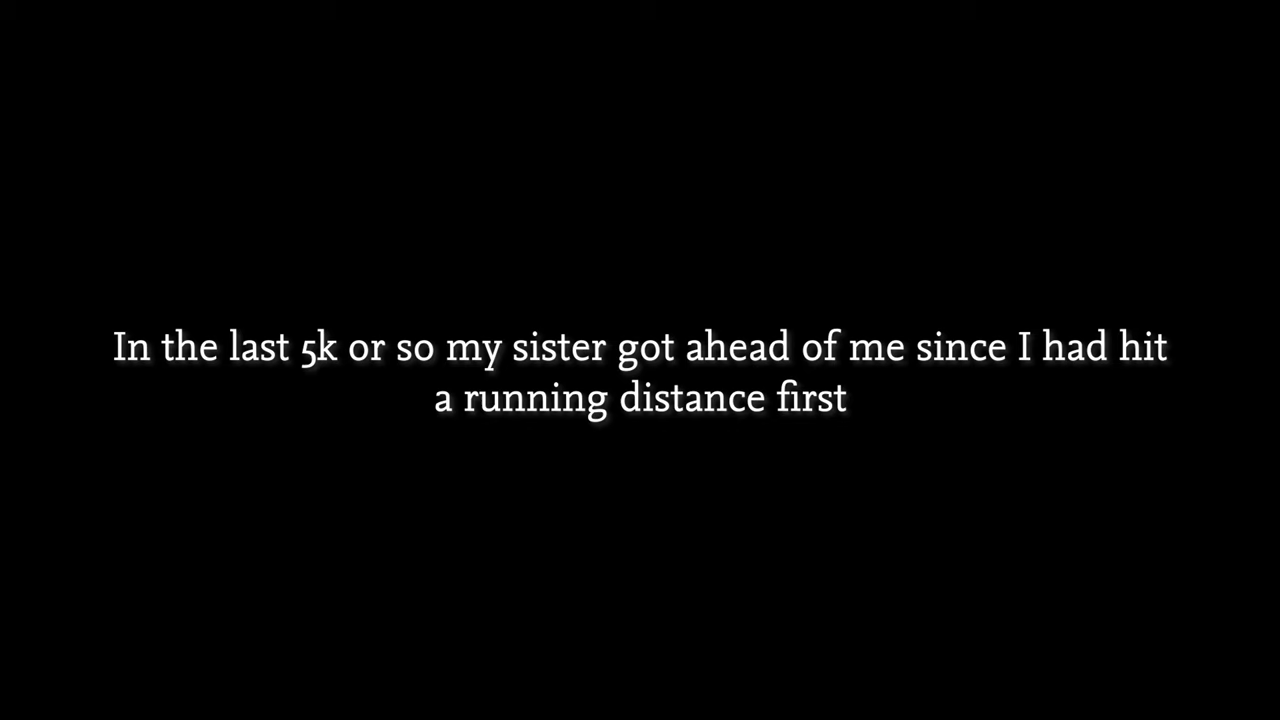 In the last 5k or so my sister got ahead of me since I had hit
a running distance first